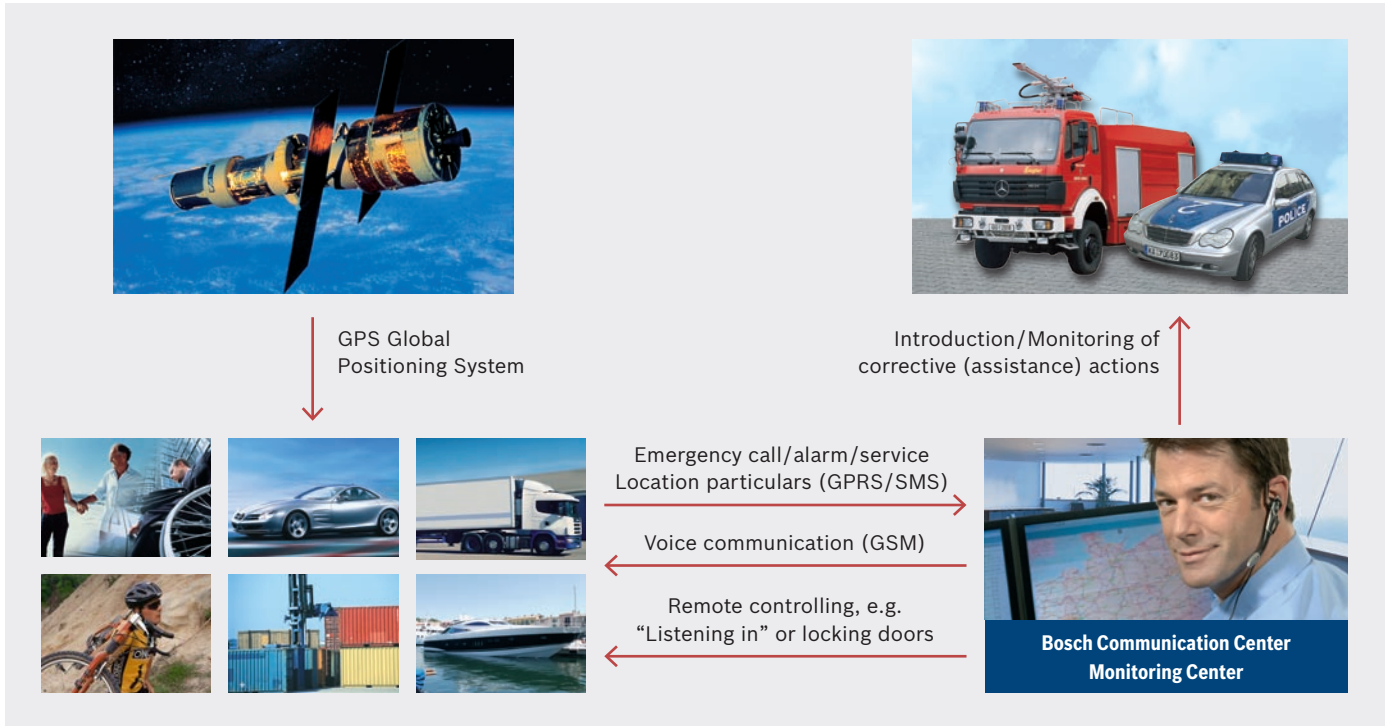 GPS Global
Positioning System
Introduction/Monitoring of
corrective (assistance) actions
POLICE
Emergency call/alarm/service
Location particulars (GPRS/SMS)
Voice communication (GSM)
Remote controlling, e.g.
“Listening in” or locking doors
Bosch Communication Center
Monitoring Center